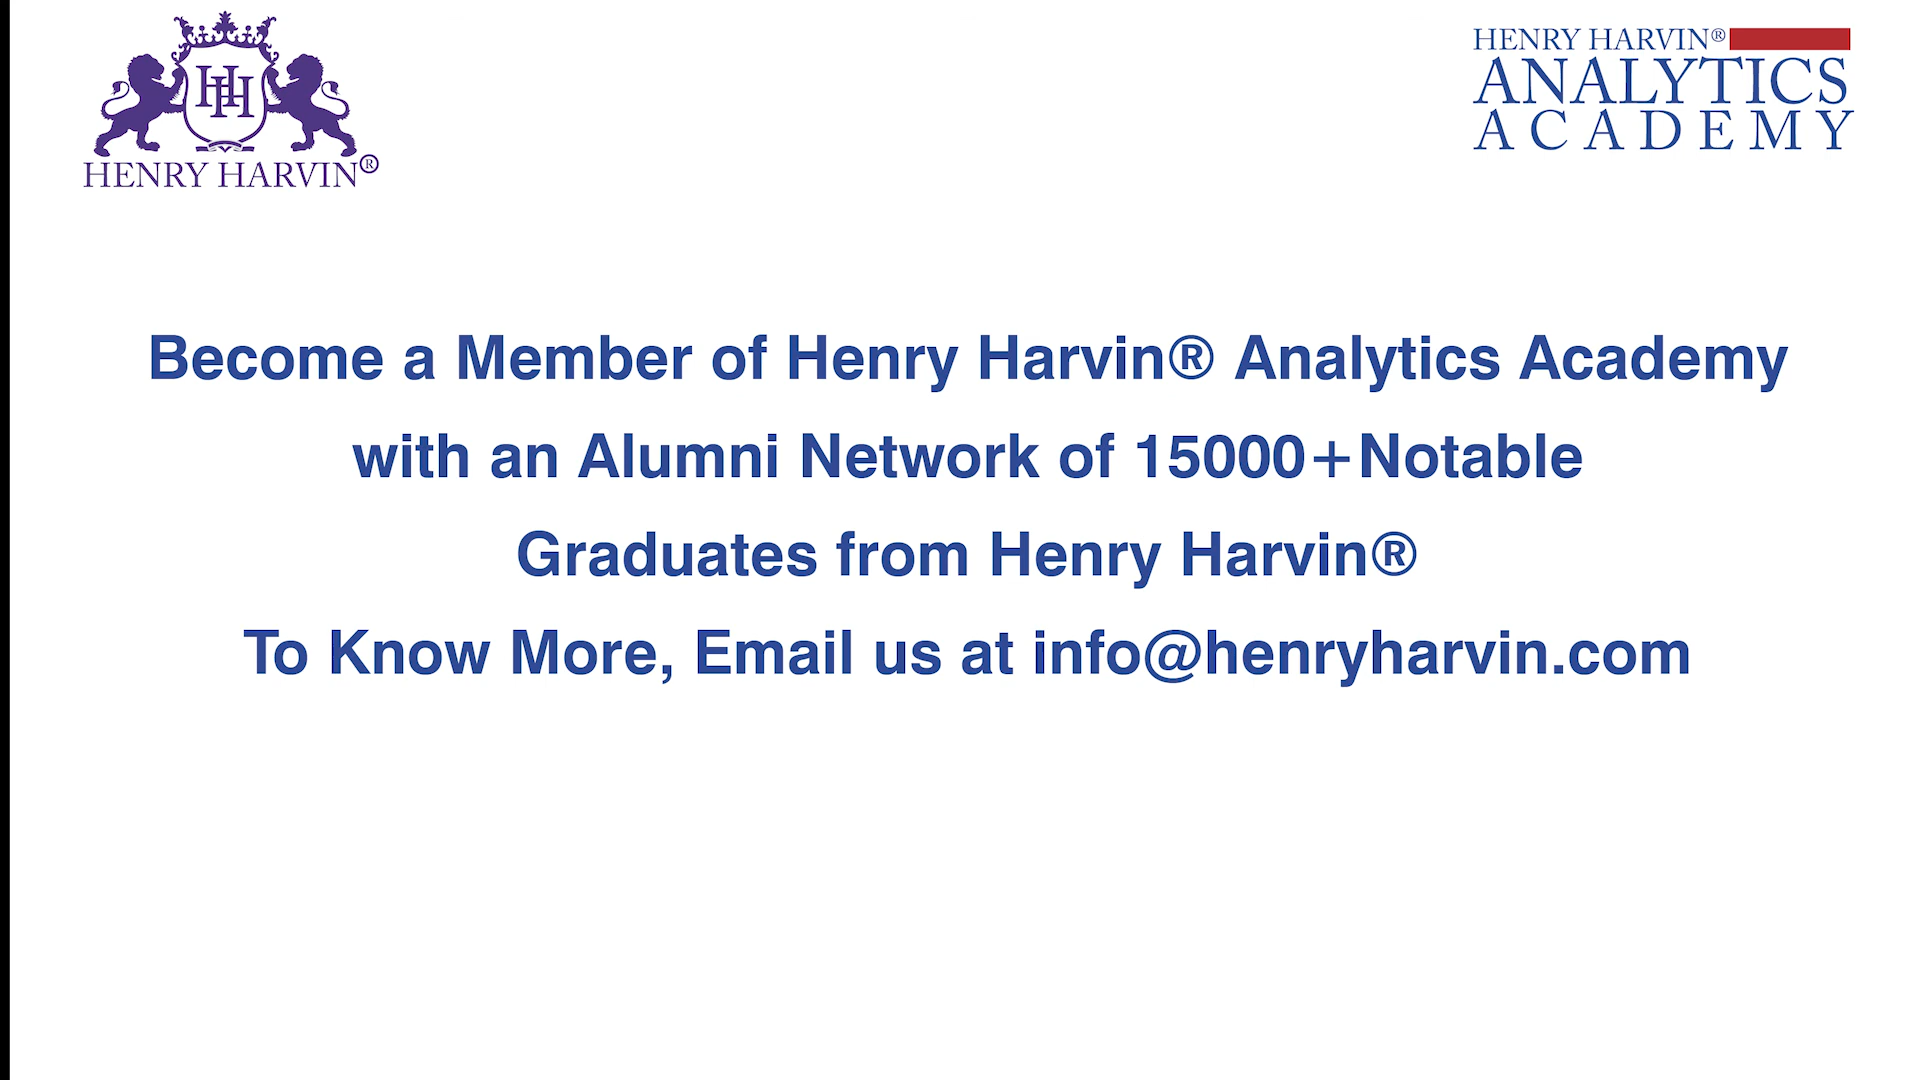 HH
HENRY HARVIN®
HENRY HARVIN®
ANALYTICS
ACADEMY
Become a Member of Henry Harvin® Analytics Academy
with an Alumni Network of 15000+Notable
Graduates from Henry Harvin®
To Know More, Email us at info@henryharvin.com